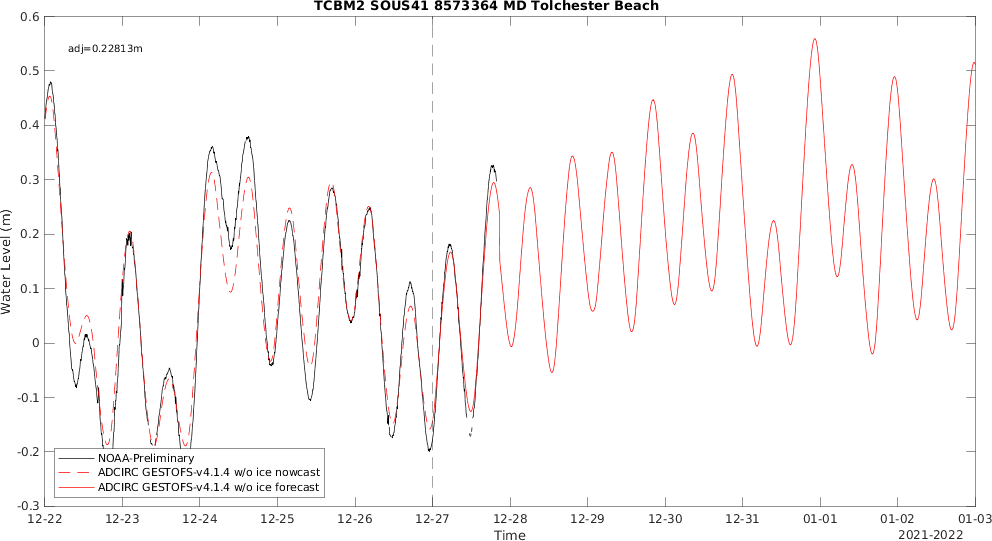 TCBM2 SOUS41 8573364 MD Tolchester Beach
adj=0.22813m
Water Level (m)
0.6
0.5
0.4
0.3
0.2
0.1
0
-0.1
-0.2
-0.3
NOAA-Preliminary
ADCIRC GESTOFS-v4.1.4 w/o ice nowcast
ADCIRC GESTOFS-v4.1.4 w/o ice forecast
12-22 12-23 12-24 12-25 12-26 12-27 12-28 12-29 12-30 12-31 01-01 01-02 01-03
Time
2021-2022